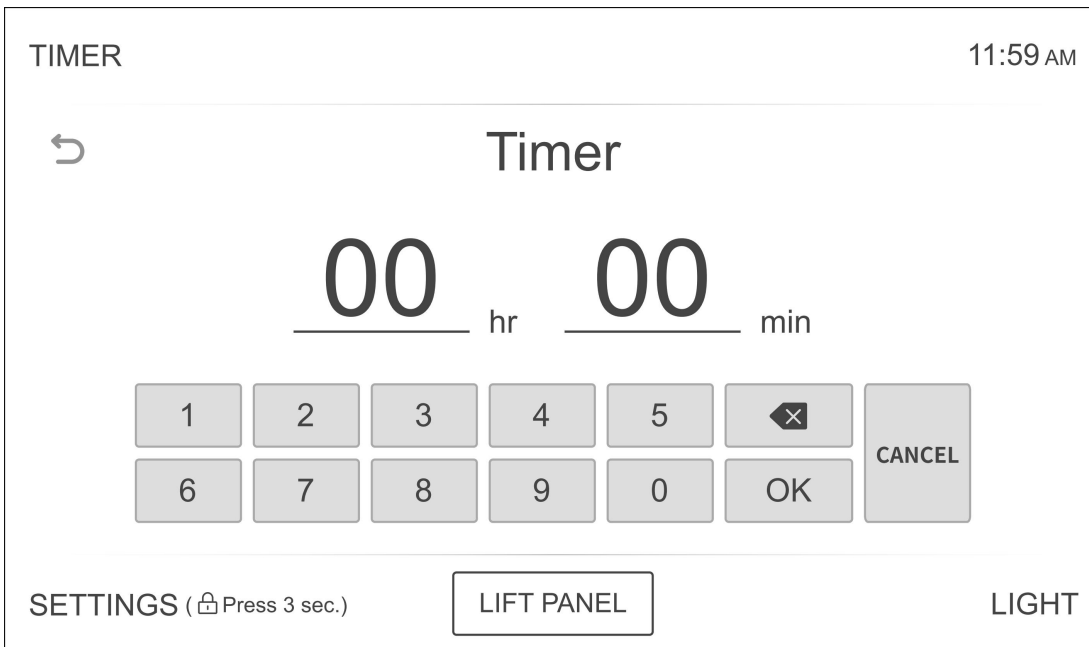 TIMER 11:59 AM
Timer
00 hr 00 min
1 2 3 4 5
CANCEL
6 7 8 9 0 OK
SETTINGS ( Press 3 sec.) LIFT PANEL LIGHT